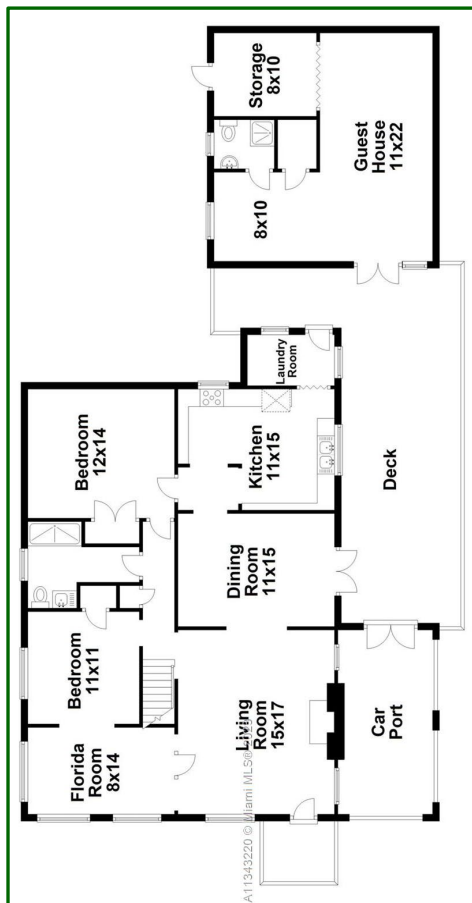 Storage
8x10
Guest
House
11x22
8x10
Laundry
Room
Bedroom
12x14
Kitchen
11x15
Deck
Dining
Room
11x15
Bedroom
11x11
Living
Room
15x17
Car
Port
Florida
Room
8x14
A11343220 © Miami MLS®